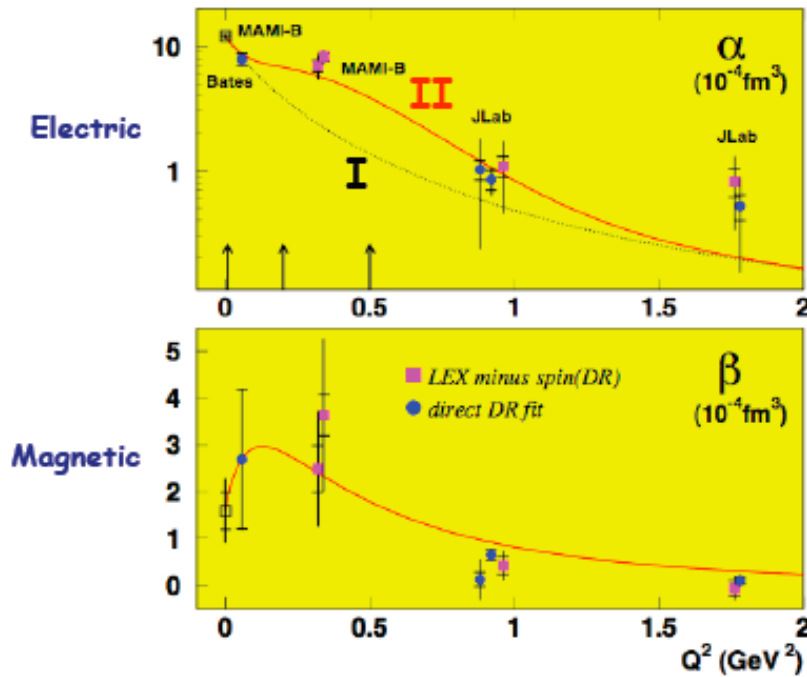 α
(10⁻⁴fm³)
10
MAMI-B
Bates
MAMI-B
II
JLab
JLab
Electric
1
I
0
0.5
1
1.5
2
5
4
3
2
1
0
LEX minus spin(DR)
direct DR fit
β
(10⁻⁴fm³)
Magnetic
0
0.5
1
1.5
2
Q² (GeV²)